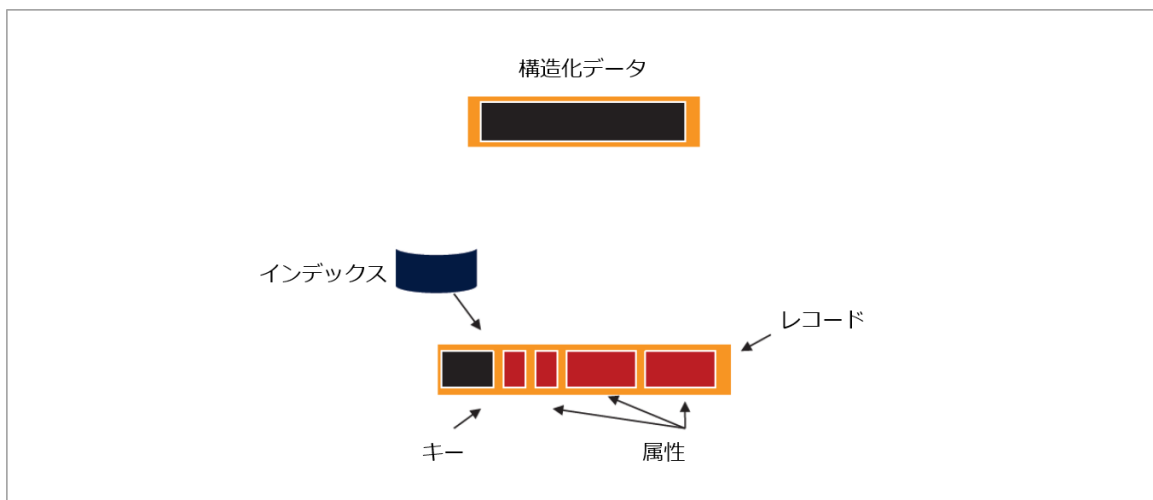 構造化データ
インデックス
レコード
キー
属性